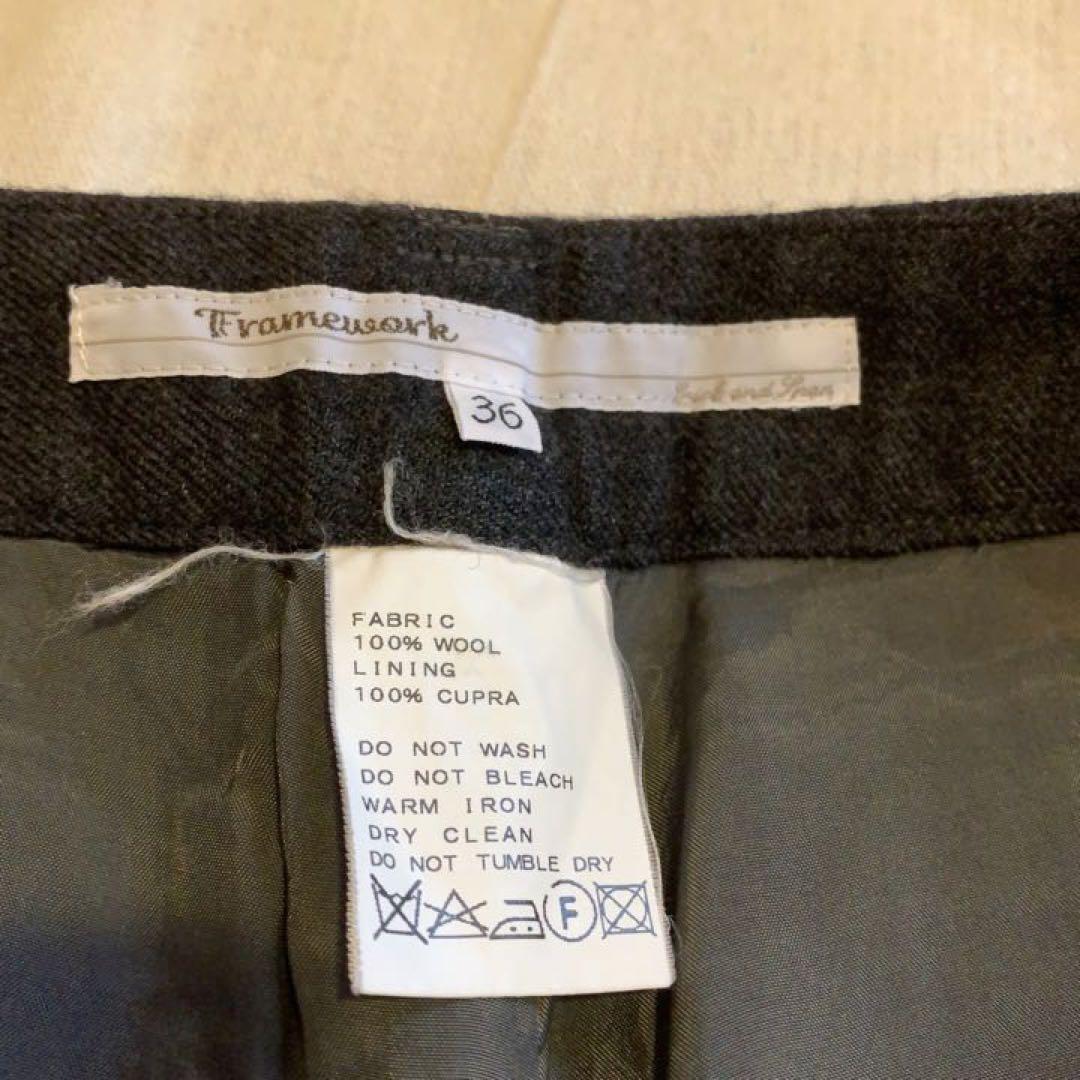 Framework
and Span
36
FABRIC
100% WOOL
LINING
100% CUPRA
DO NOT WASH
DO NOT BLEACH
WARM IRON
DRY CLEAN
DO NOT TUMBLE DRY
F